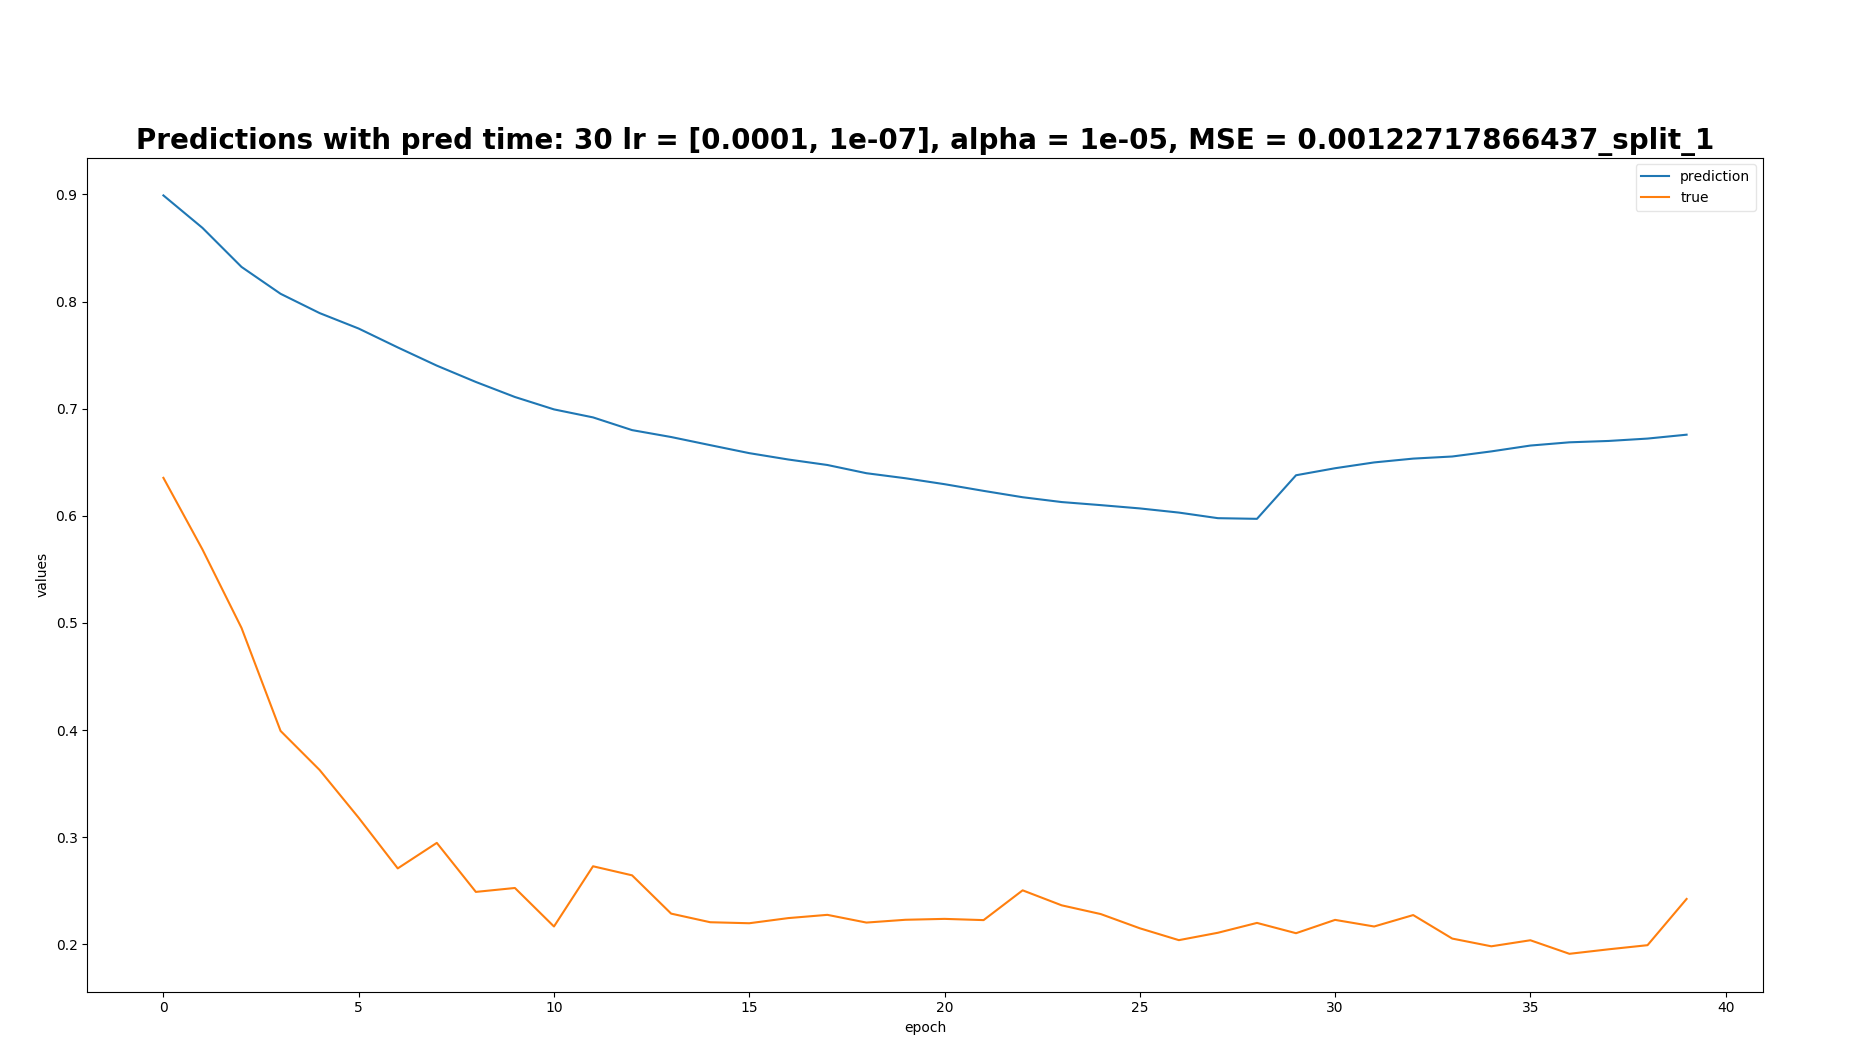 Predictions with pred time: 30 lr = [0.0001, 1e-07], alpha = 1e-05, MSE = 0.00122717866437_split_1
prediction
true
0.9
0.8
0.7
0.6
0.5
0.4
0.3
0.2
values
0 5 10 15 20 25 30 35 40
epoch